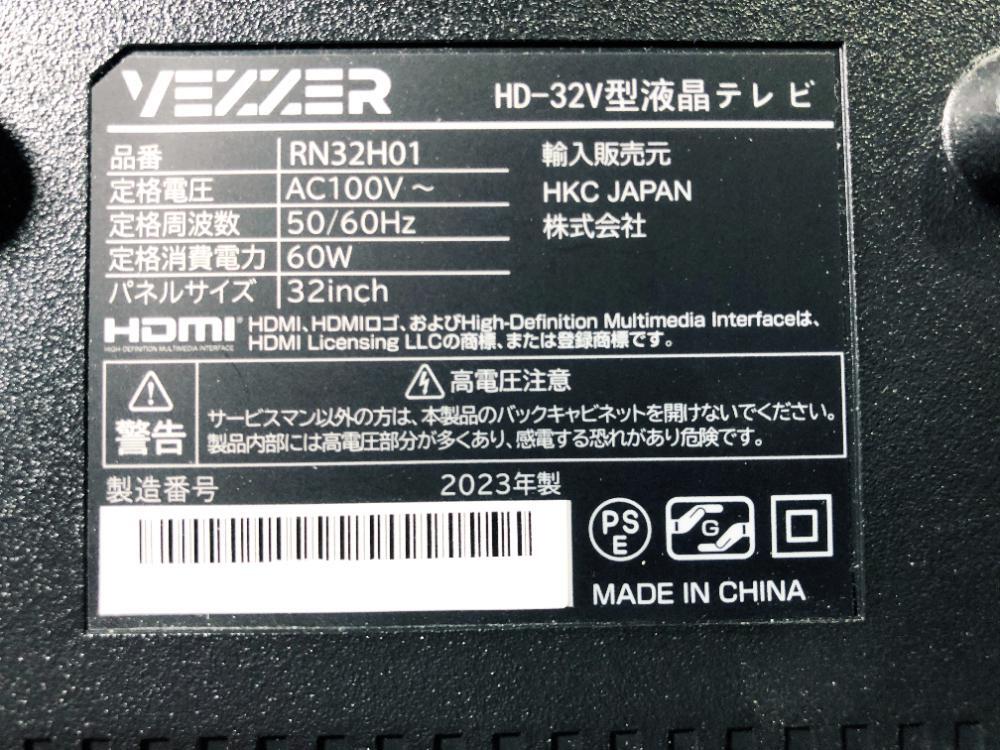 VEZZER HD-32V型液晶テレビ
品番 RN32H01
定格電圧 AC100V～
定格周波数 50/60Hz
定格消費電力 60W
パネルサイズ 32inch
輸入販売元
HKC JAPAN
株式会社
HDMI HDMI、HDMIロゴ、およびHigh-Definition Multimedia Interfaceは、
HIGH-DEFINITION MULTIMEDIA INTERFACE HDMI Licensing LLCの商標、または登録商標です。
警告
高電圧注意
サービスマン以外の方は、本製品のバックキャビネットを開けないでください。
製品内部には高電圧部分が多くあり、感電する恐れがあり危険です。
製造番号 2023年製
PS
E
G
MADE IN CHINA